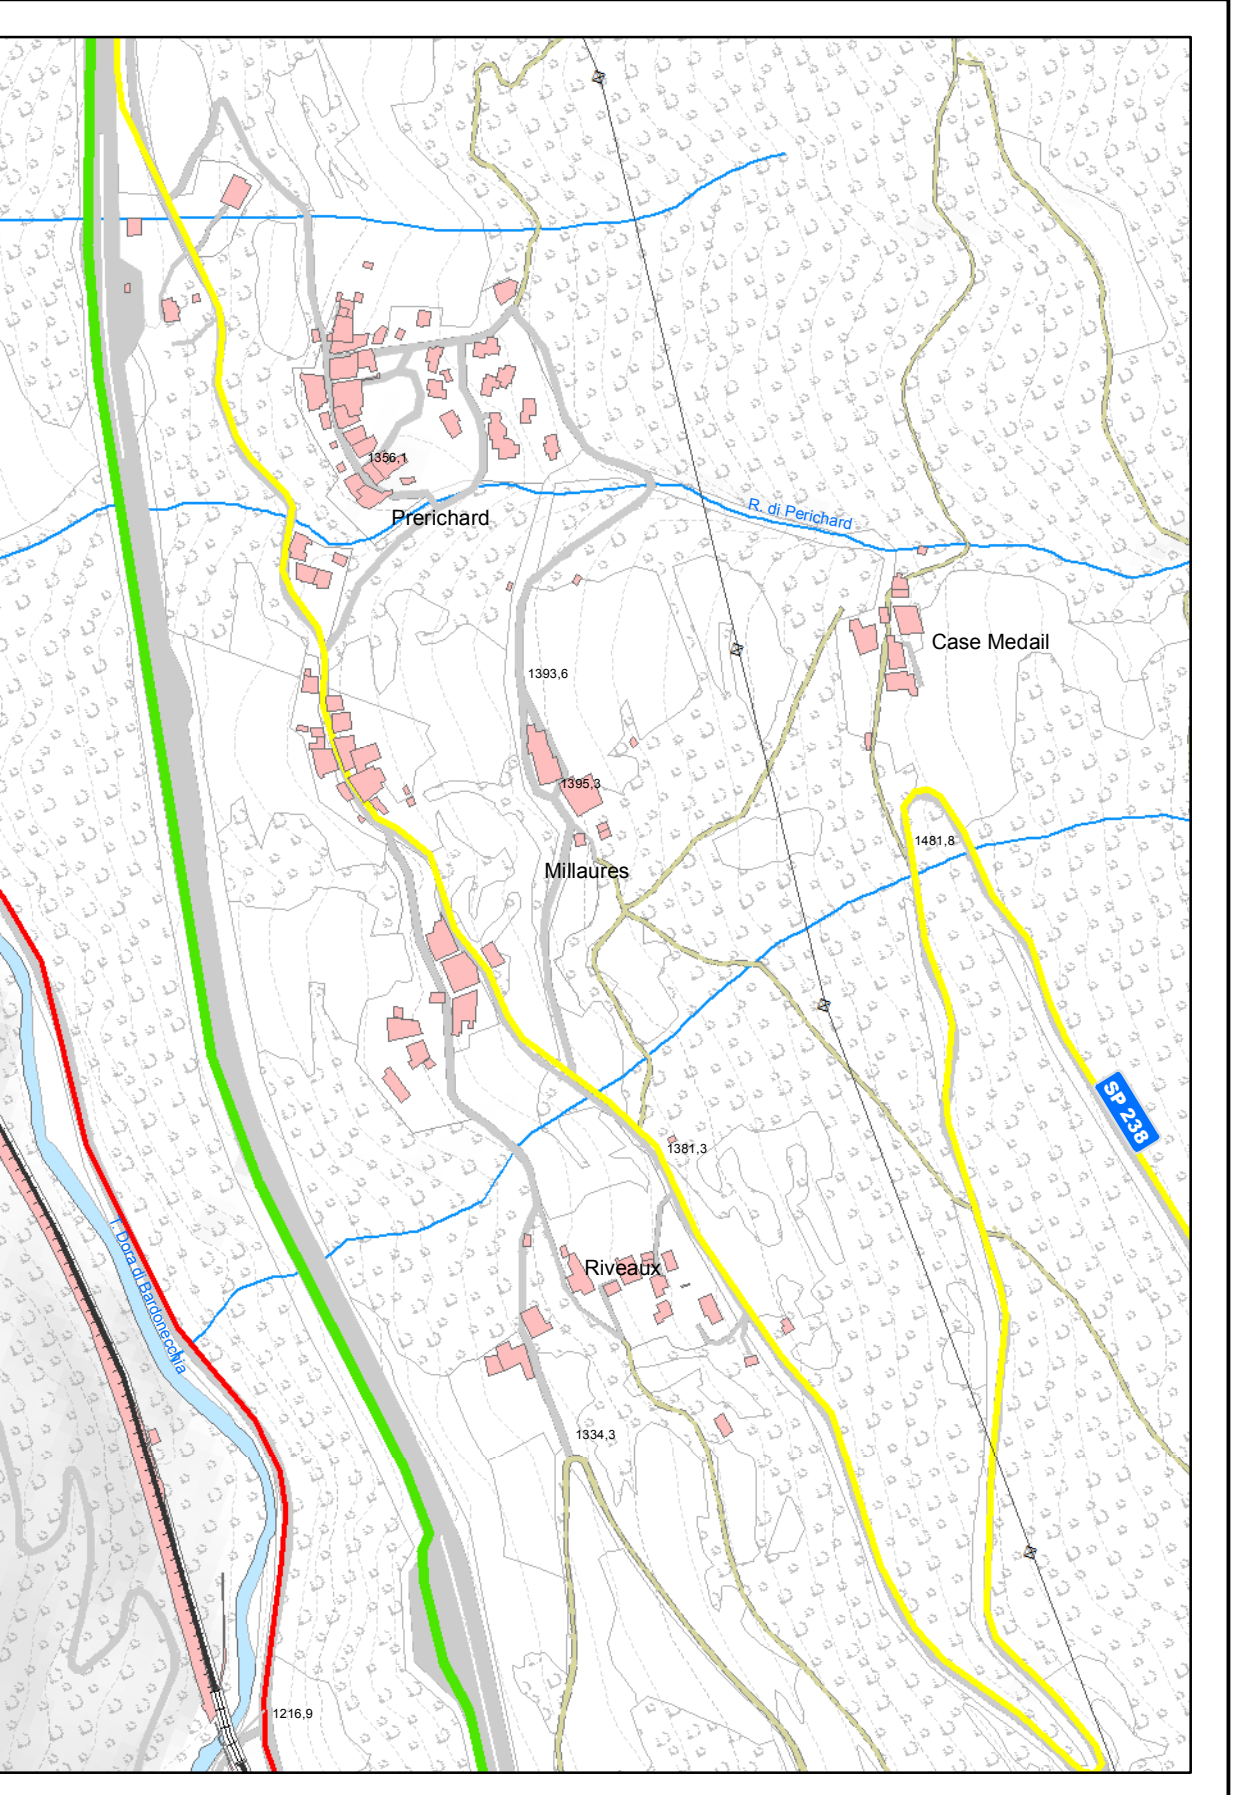 R. di Perichard
1356,1
Prerichard
Case Medail
1393,6
1395,3
1481,8
Millaures
SP 238
1381,3
T. Dora di Bardonecchia
Riveaux
1334,3
1216,9